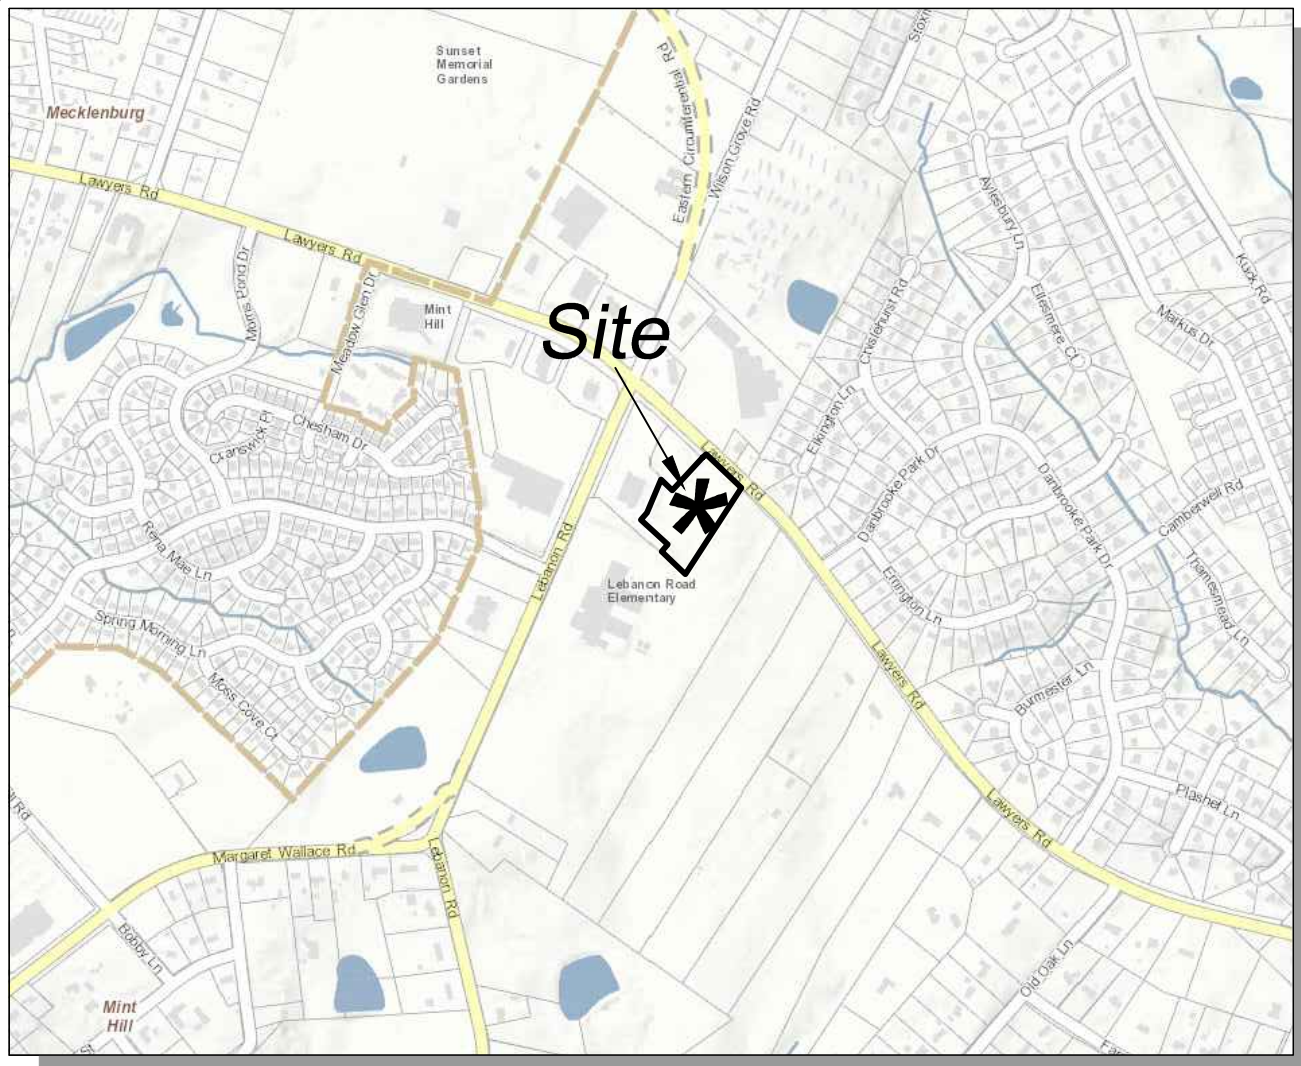 Sunset
Memorial
Gardens
Mecklenburg
Eastern Circumferential Rd
Wilson Grove Rd
Lawyers Rd
Lawyers Rd
Aylesbury Ln
Kuck Rd
Morris Pond Dr
Meadow Glen Dr
Mint
Hill
Site
Ellesmere Ct
Chislehurst Rd
Markus Dr
Cranswick Pl
Chesham Dr
Elkington Ln
Lawyers Rd
Danbrooke Park Dr
Danbrooke Park Dr
Camberwell Rd
*
Rena Mae Ln
Lebanon Rd
Lebanon Road
Elementary
Errington Ln
Thamesmead Ln
Spring Morning Ln
Moss Cove Ct
Lawyers Rd
Burmester Ln
Plashet Ln
Lawyers Rd
Margaret Wallace Rd
Lebanon Rd
Bobby Ln
Old Oak Ln
Mint
Hill